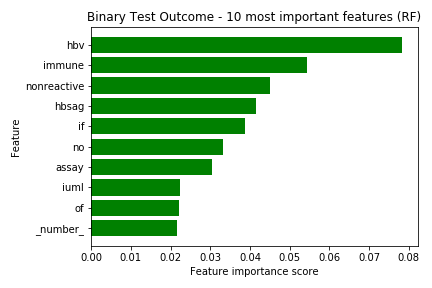 Binary Test Outcome - 10 most important features (RF)
hbv
immune
nonreactive
hbsag
if
no
assay
iuml
of
_number_
Feature
0.00 0.01 0.02 0.03 0.04 0.05 0.06 0.07 0.08
Feature importance score